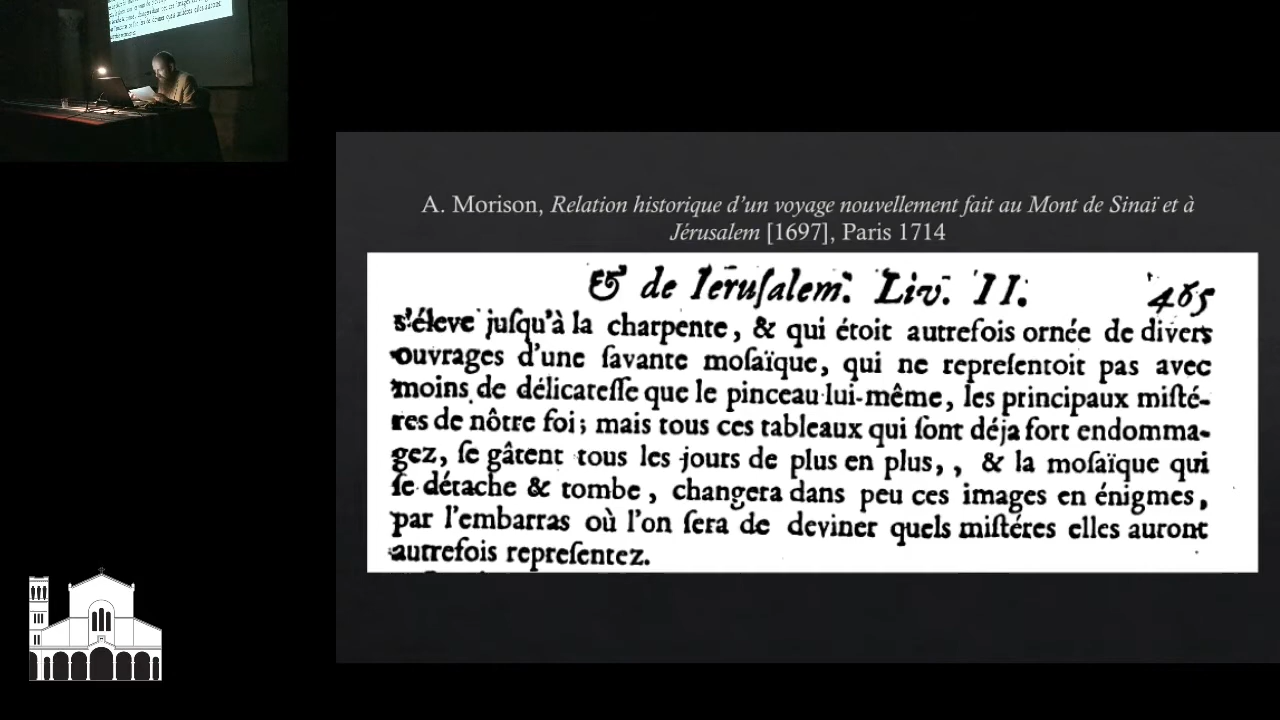 A. Morison, Relation historique d’un voyage nouvellement fait au Mont de Sinaï et à
Jérusalem [1697], Paris 1714
& de Ieruſalem. Liv. II. 465
s'éleve juſqu'à la charpente, & qui étoit autrefois ornée de divers
ouvrages d'une ſavante moſaïque, qui ne repreſentoit pas avec
moins de délicateſſe que le pinceau lui-même, les principaux miſté-
res de nôtre foi; mais tous ces tableaux qui ſont déja fort endomma-
gez, ſe gâtent tous les jours de plus en plus,, & la moſaïque qui
ſe détache & tombe, changera dans peu ces images en énigmes,
par l'embarras où l'on ſera de deviner quels miſtéres elles auront
autrefois repreſentez.